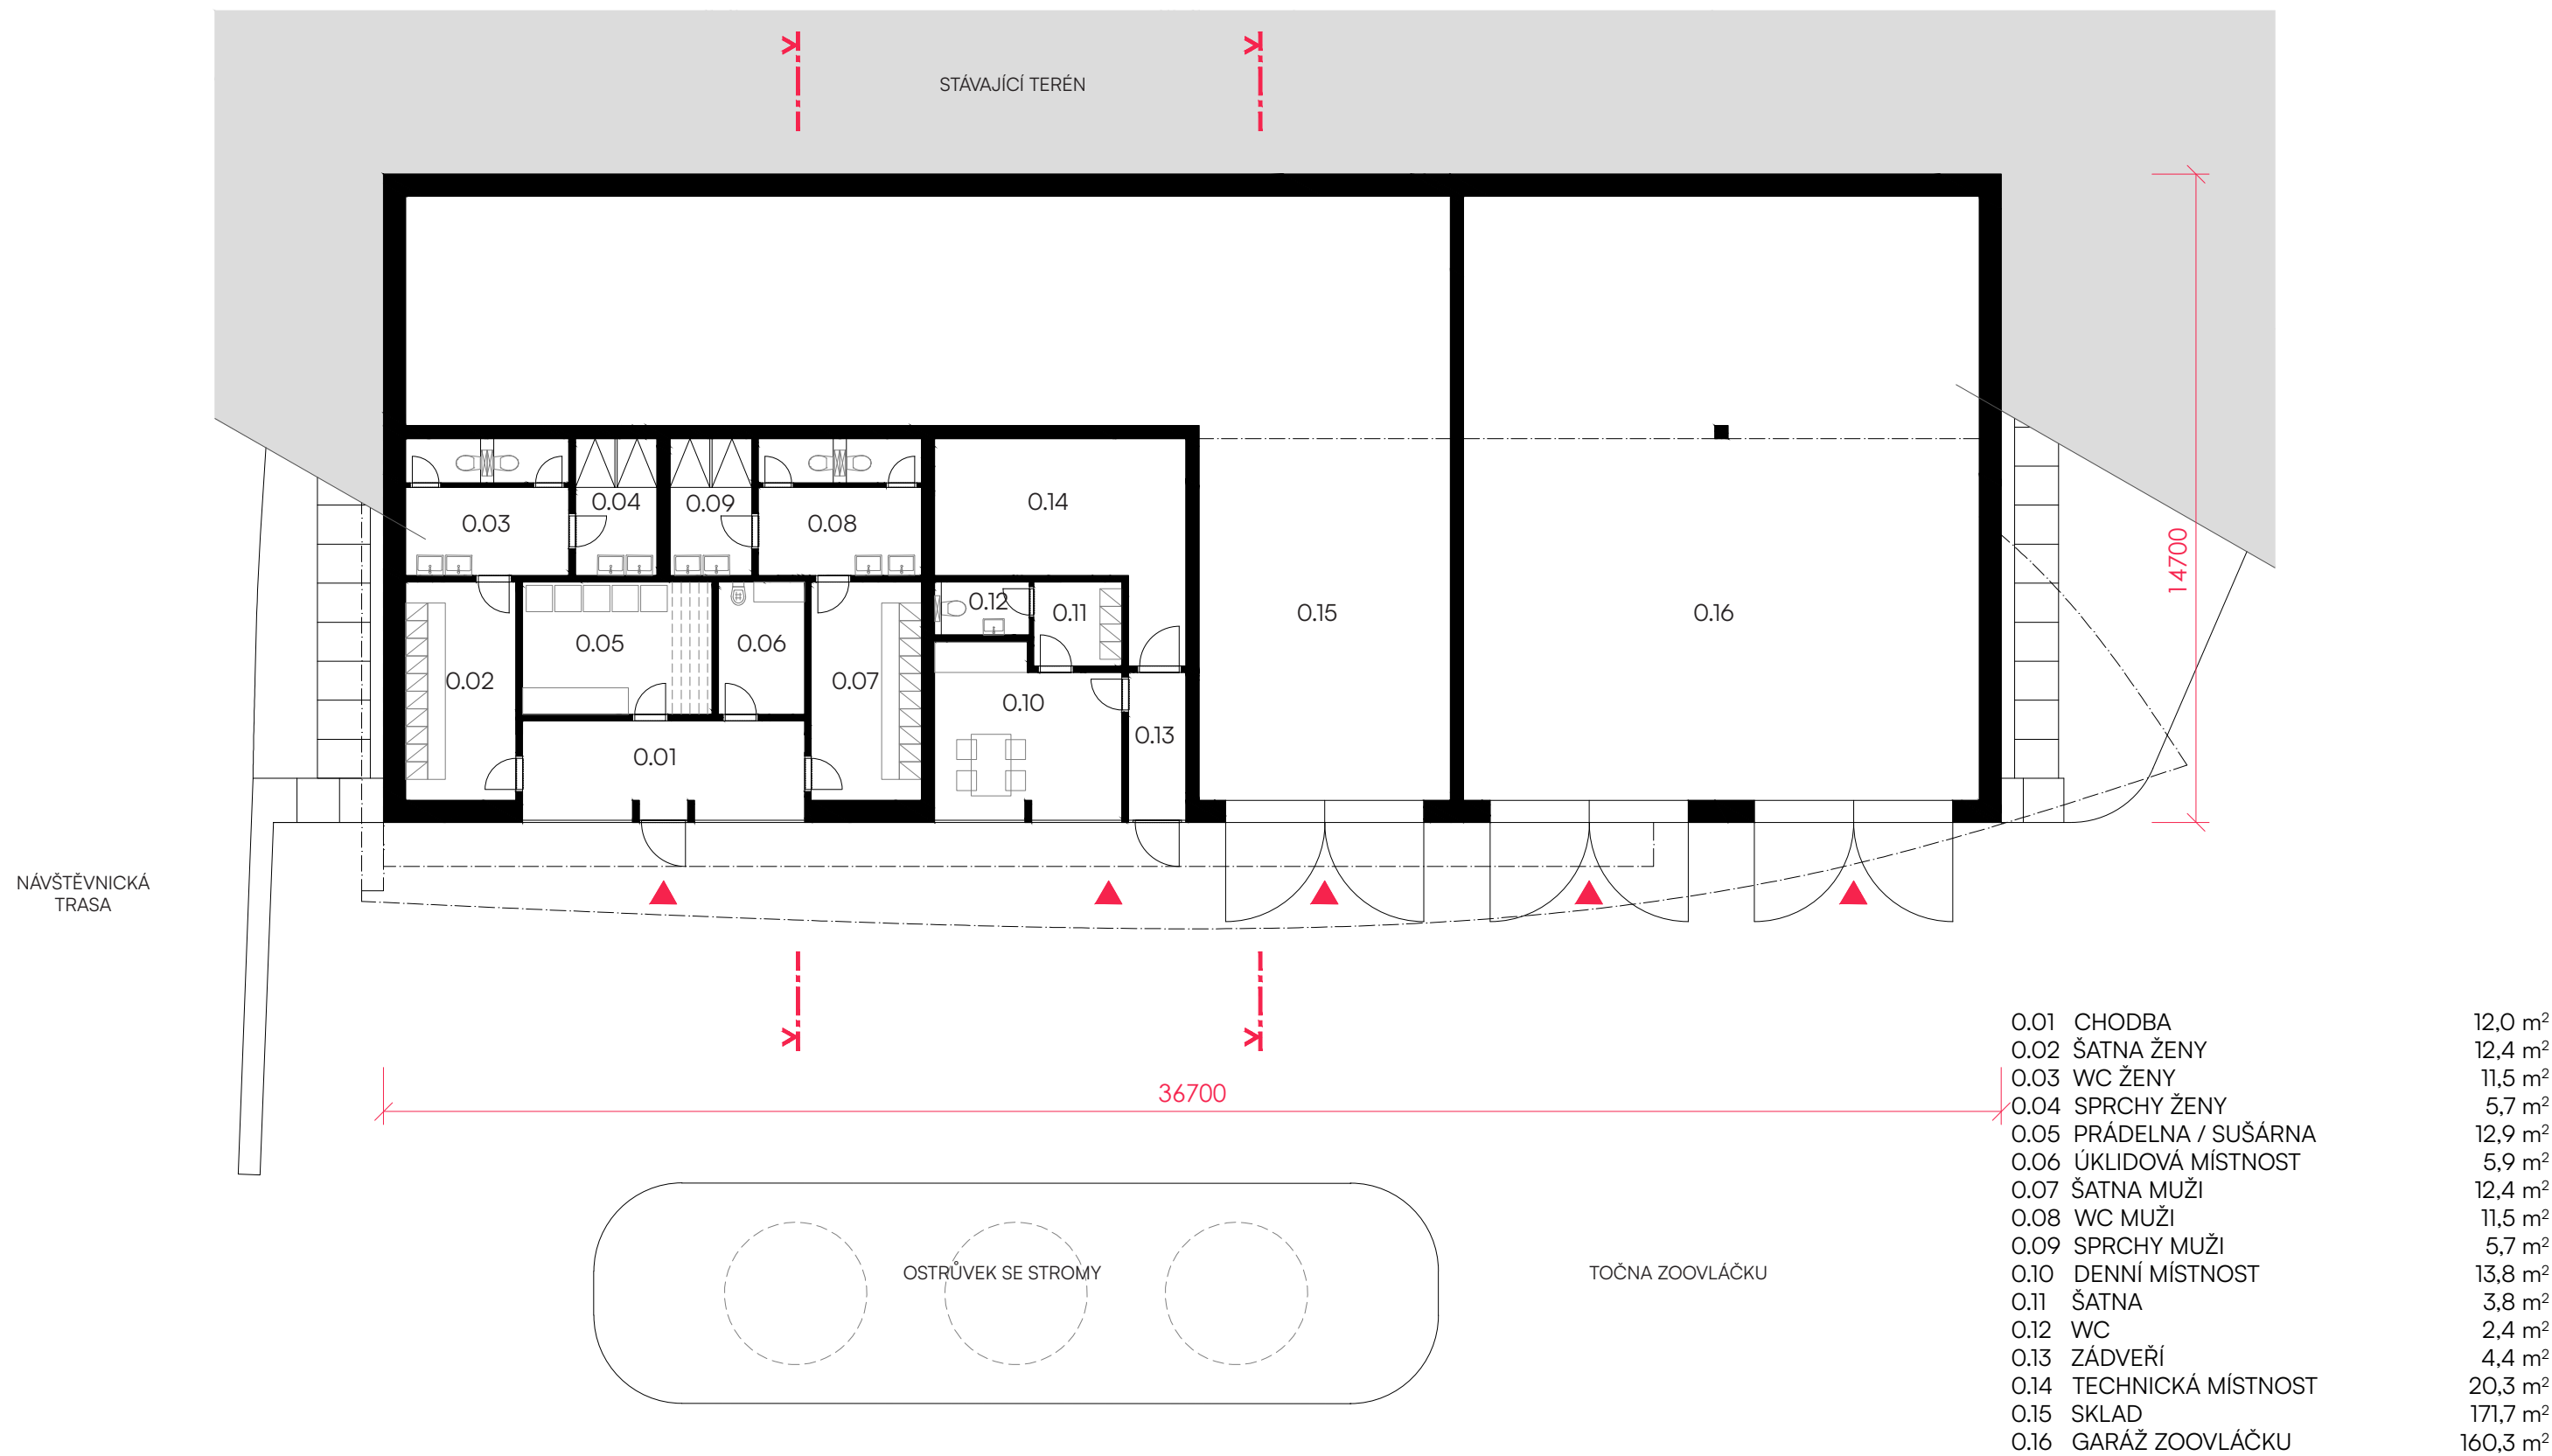 STÁVAJÍCÍ TERÉN
0.03
0.04
0.09
0.08
0.14
0.12
0.11
0.15
0.16
0.05
0.06
0.02
0.07
0.10
0.13
0.01
14700
NÁVŠTĚVNICKÁ
TRASA
36700
OSTRŮVEK SE STROMY
TOČNA ZOOVLÁČKU
0.01 CHODBA 12,0 m²
0.02 ŠATNA ŽENY 12,4 m²
0.03 WC ŽENY 11,5 m²
0.04 SPRCHY ŽENY 5,7 m²
0.05 PRÁDELNA / SUŠÁRNA 12,9 m²
0.06 ÚKLIDOVÁ MÍSTNOST 5,9 m²
0.07 ŠATNA MUŽI 12,4 m²
0.08 WC MUŽI 11,5 m²
0.09 SPRCHY MUŽI 5,7 m²
0.10 DENNÍ MÍSTNOST 13,8 m²
0.11 ŠATNA 3,8 m²
0.12 WC 2,4 m²
0.13 ZÁDVEŘÍ 4,4 m²
0.14 TECHNICKÁ MÍSTNOST 20,3 m²
0.15 SKLAD 171,7 m²
0.16 GARÁŽ ZOOVLÁČKU 160,3 m²